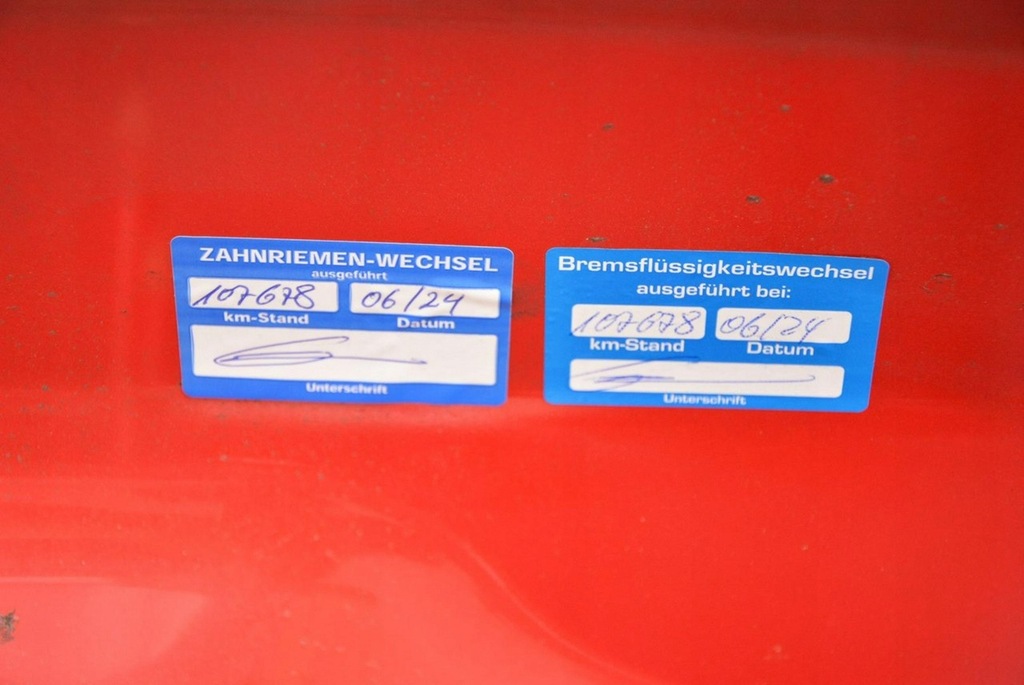 ZAHNRIEMEN-WECHSEL
ausgeführt
107678 06/24
km-Stand Datum
Unterschrift
Bremsflüssigkeitswechsel
ausgeführt bei:
107678 06/24
km-Stand Datum
Unterschrift